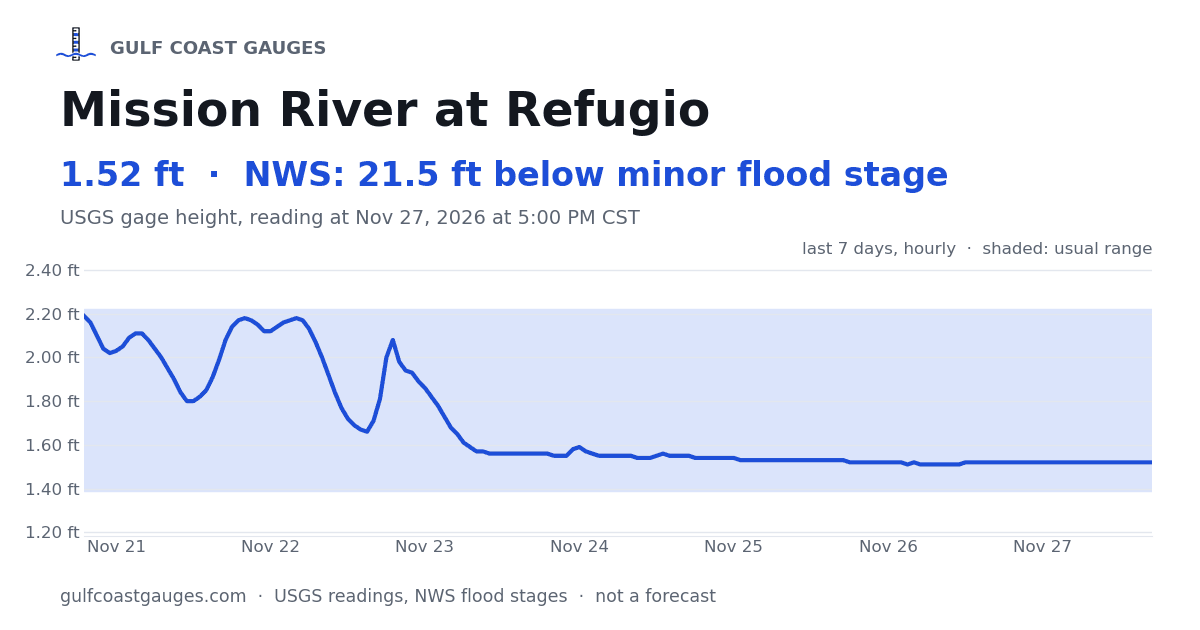 GULF COAST GAUGES
Mission River at Refugio
1.52 ft · NWS: 21.5 ft below minor flood stage
USGS gage height, reading at Nov 27, 2026 at 5:00 PM CST
last 7 days, hourly · shaded: usual range
2.40 ft
2.20 ft
2.00 ft
1.80 ft
1.60 ft
1.40 ft
1.20 ft
Nov 21 Nov 22 Nov 23 Nov 24 Nov 25 Nov 26 Nov 27
gulfcoastgauges.com · USGS readings, NWS flood stages · not a forecast